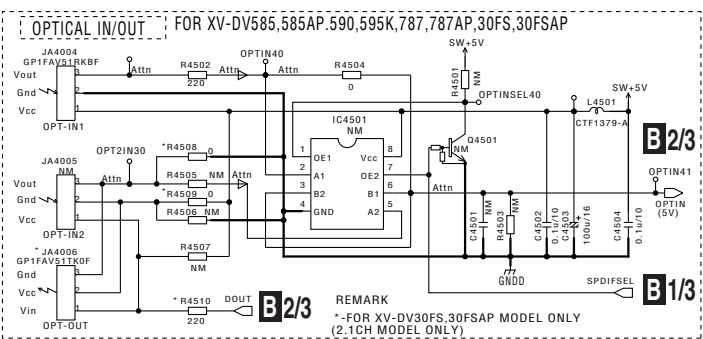 OPTICAL IN/OUT
FOR XV-DV585,585AP.590,595K,787,787AP,30FS,30FSAP
JA4004
GP1FAV51RKBF
Vout
3
Gnd
2
Vcc
1
OPT-IN1
Attn
R4502
220
Attn
OPTIN40
Attn
R4504
0
SW+5V
R4501
NM
OPTINSEL40
SW+5V
L4501
CTF1379-A
B 2/3
IC4501
NM
1
OE1
2
A1
3
B2
4
GND
Vcc
8
OE2
7
B1
6
A2
5
Q4501
NM
Attn
OPTIN41
OPTIN
(5V)
JA4005
NM
Vout
3
Gnd
2
Vcc
1
OPT-IN2
OPT2IN30
Attn
*R4508
0
R4505
NM
Attn
*R4509
0
R4506
NM
R4507
NM
C4501
NM
R4503
NM
C4502
0.1u/10
C4503
100u/16
C4504
0.1u/10
GNDD
*
JA4006
GP1FAV51TK0F
Gnd
3
Vcc
2
Vin
1
OPT-OUT
*R4510
220
DOUT
B 2/3
SPDIFSEL
B 1/3
REMARK
*-FOR XV-DV30FS,30FSAP MODEL ONLY
(2.1CH MODEL ONLY)